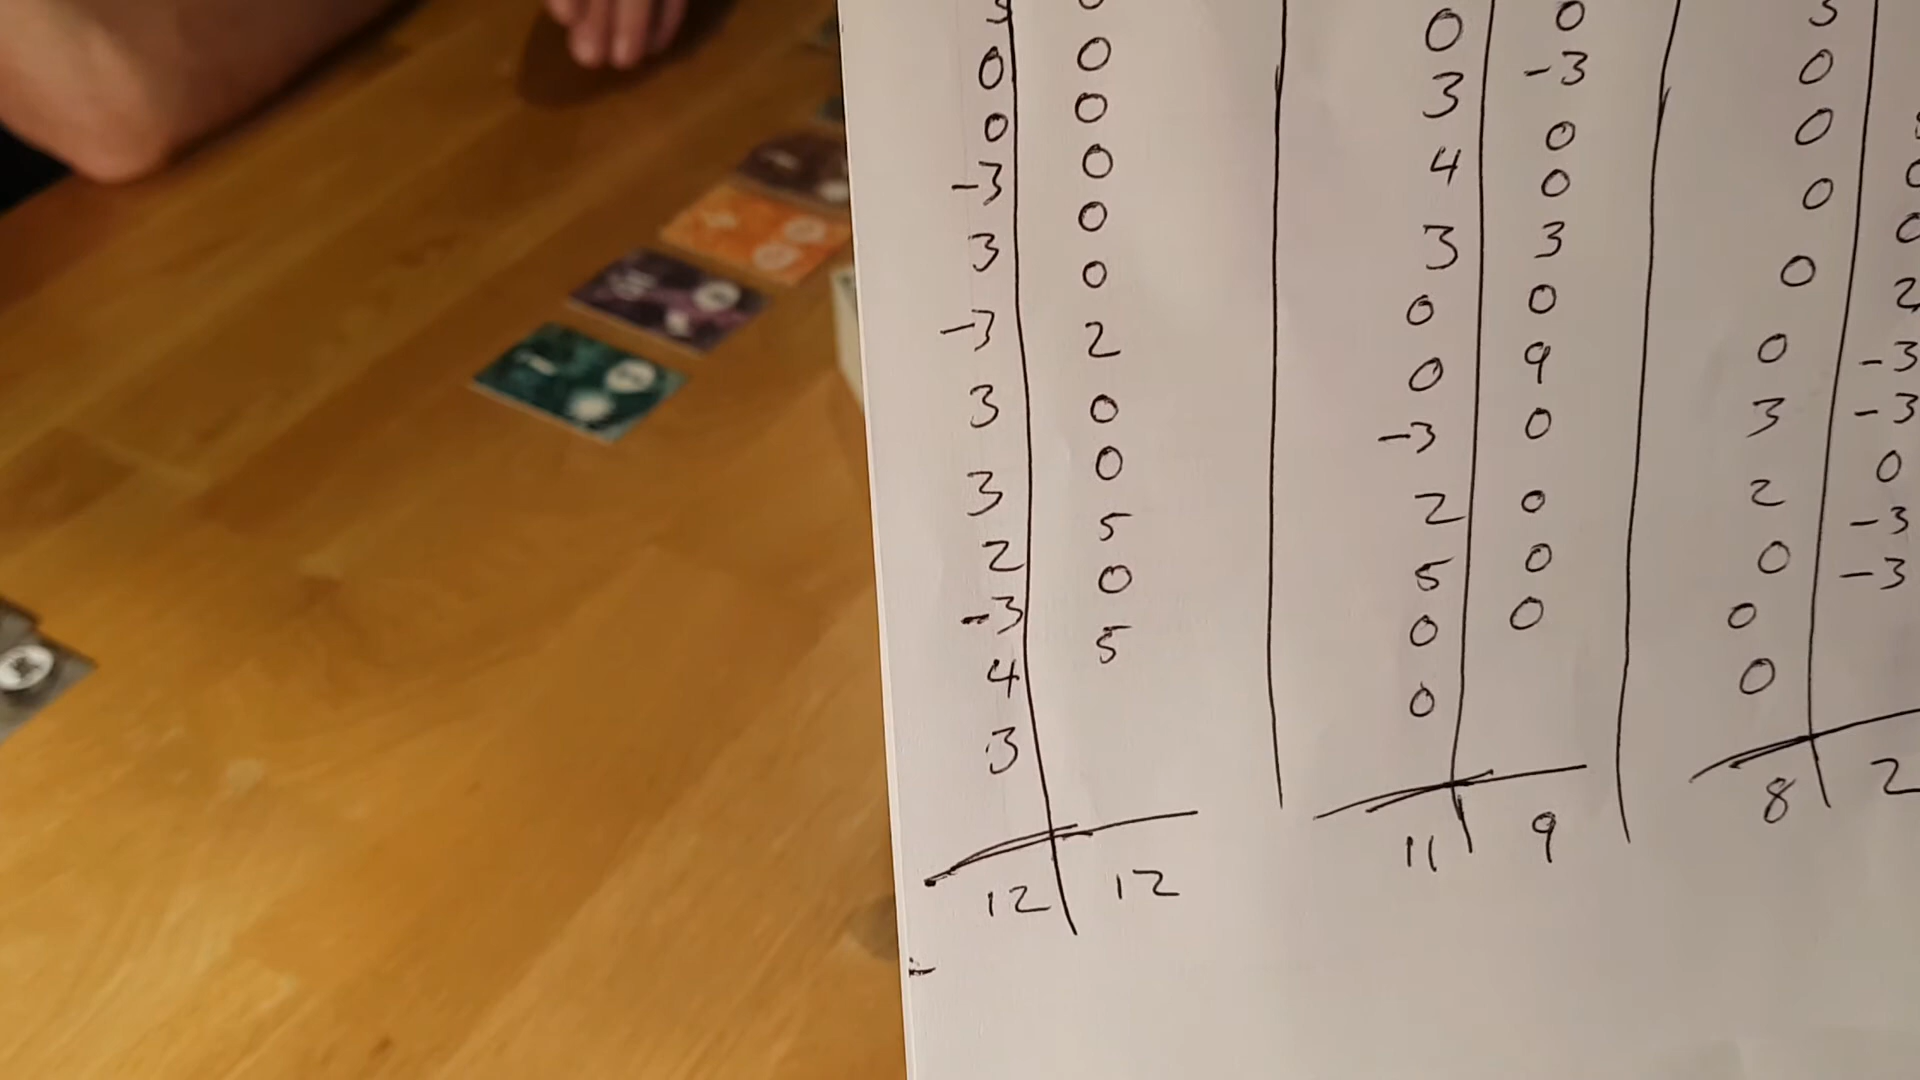 0 0 0 -3 0
0 0 3 0 0
-3 0 4 0 0
3 0 3 3 0
0 0 0 0 2
-3 2 0 9 0 -3
3 0 -3 0 3 -3
3 0 2 0 2 0
2 5 5 0 0 -3
-3 0 0 0 0 -3
4 5 0 0
3
12 12 11 9 8 2